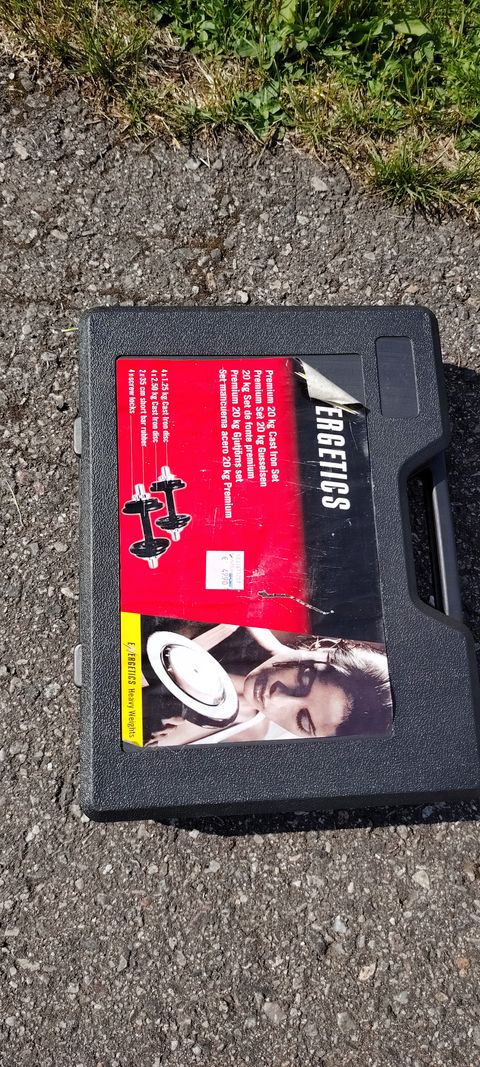 ERGETICS
Premium 20 kg Cast Iron Set
Premium Set 20 kg Gusseisen
20 kg Set de fonte premium
Premium 20 kg Gjutjärns set
Set mancuerna acero 20 kg Premium
4 x 1.25 kg Cast Iron disc
4 x 2.50 kg Cast Iron disc
2 x 35 cm short bar rubber
4 x screw locks
€
ENERGETICS Heavy Weights